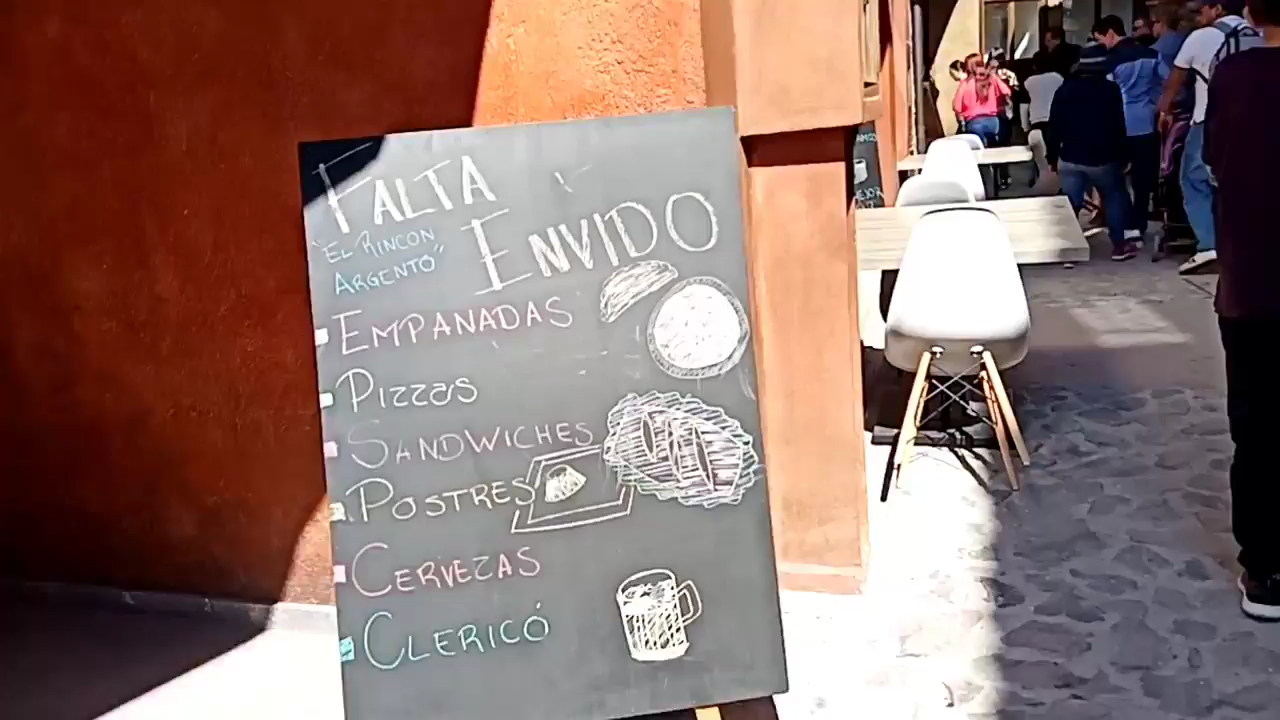 FALTA
ENVIDO
"EL RINCON
ARGENTO"
EMPANADAS
Pizzas
SANDWICHES
POSTRES
CERVEZAS
CLERICÓ